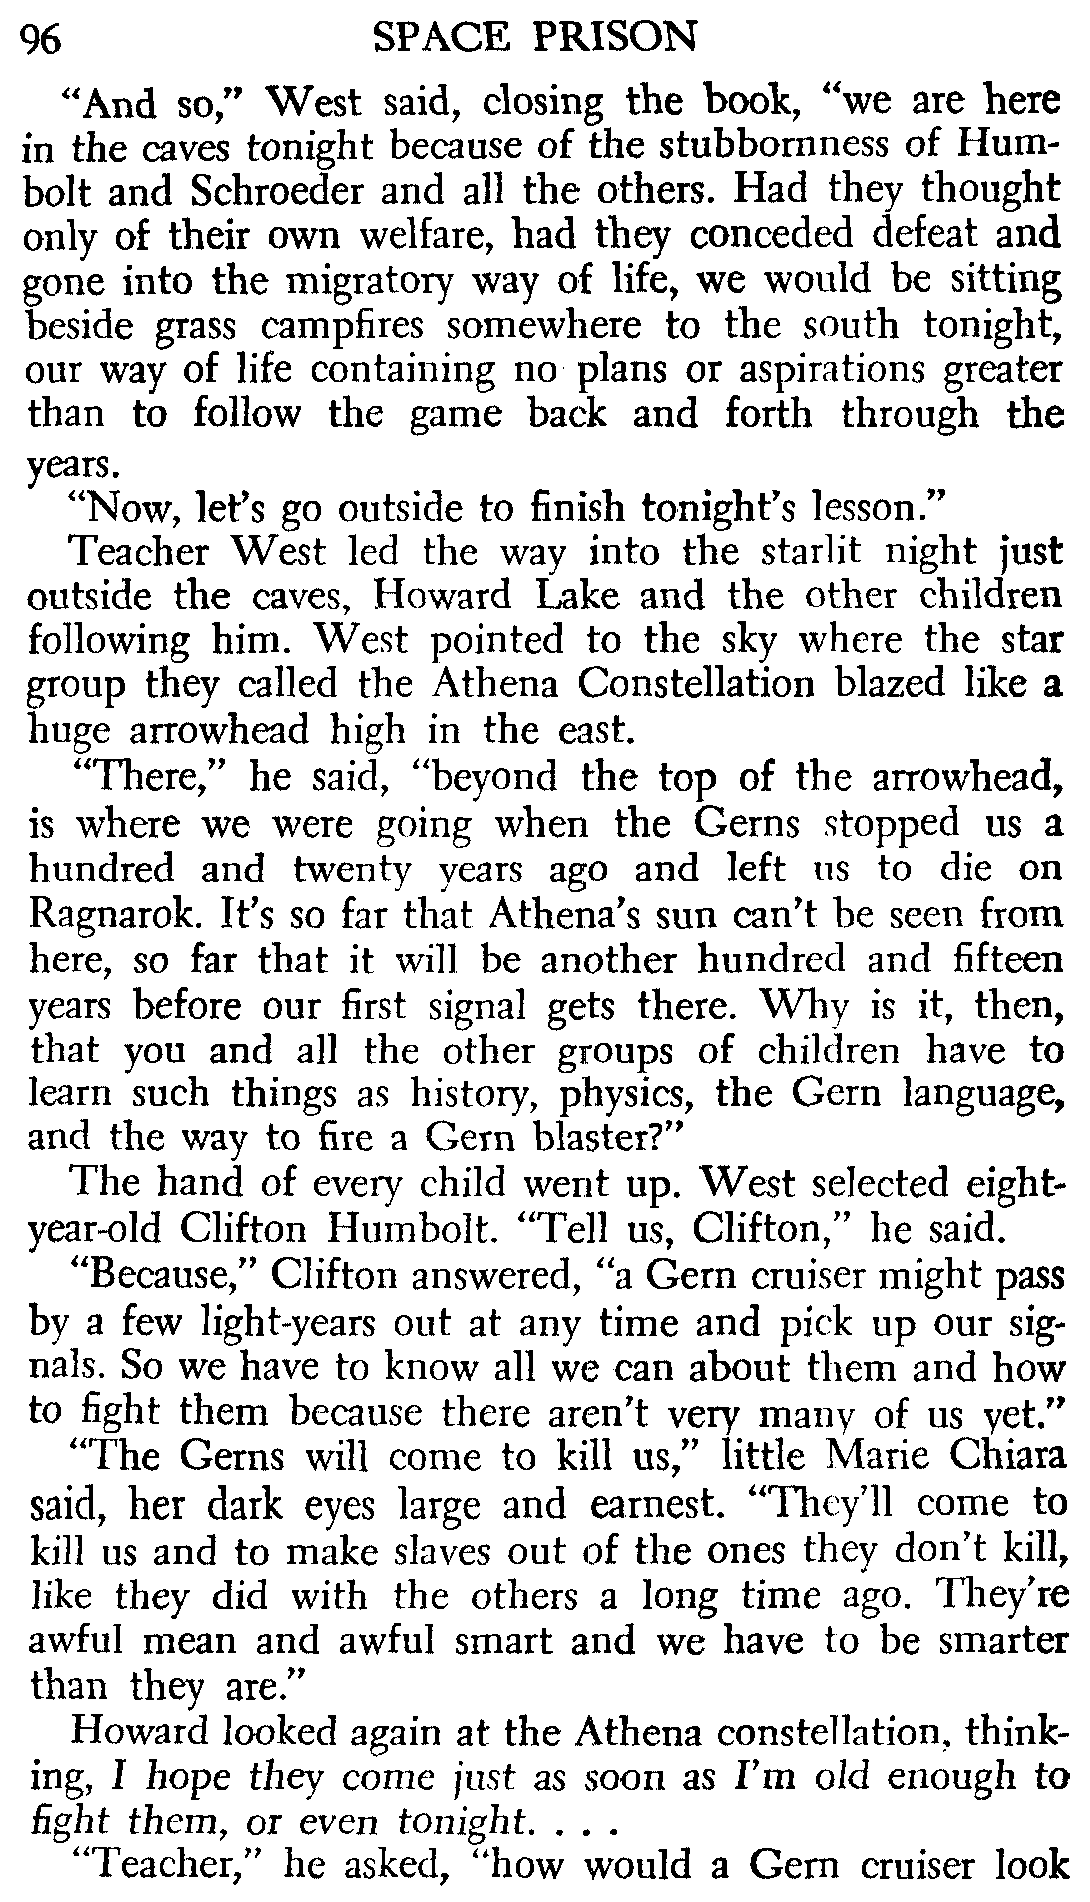 96 SPACE PRISON
“And so,” West said, closing the book, “we are here
in the caves tonight because of the stubbornness of Hum-
bolt and Schroeder and all the others. Had they thought
only of their own welfare, had they conceded defeat and
gone into the migratory way of life, we would be sitting
beside grass campfires somewhere to the south tonight,
our way of life containing no plans or aspirations greater
than to follow the game back and forth through the
years.
“Now, let’s go outside to finish tonight’s lesson.”
Teacher West led the way into the starlit night just
outside the caves, Howard Lake and the other children
following him. West pointed to the sky where the star
group they called the Athena Constellation blazed like a
huge arrowhead high in the east.
“There,” he said, “beyond the top of the arrowhead,
is where we were going when the Gerns stopped us a
hundred and twenty years ago and left us to die on
Ragnarok. It’s so far that Athena’s sun can’t be seen from
here, so far that it will be another hundred and fifteen
years before our first signal gets there. Why is it, then,
that you and all the other groups of children have to
learn such things as history, physics, the Gern language,
and the way to fire a Gern blaster?”
The hand of every child went up. West selected eight-
year-old Clifton Humbolt. “Tell us, Clifton,” he said.
“Because,” Clifton answered, “a Gern cruiser might pass
by a few light-years out at any time and pick up our sig-
nals. So we have to know all we can about them and how
to fight them because there aren’t very many of us yet.”
“The Gerns will come to kill us,” little Marie Chiara
said, her dark eyes large and earnest. “They’ll come to
kill us and to make slaves out of the ones they don’t kill,
like they did with the others a long time ago. They’re
awful mean and awful smart and we have to be smarter
than they are.”
Howard looked again at the Athena constellation, think-
ing, I hope they come just as soon as I’m old enough to
fight them, or even tonight. . . .
“Teacher,” he asked, “how would a Gern cruiser look